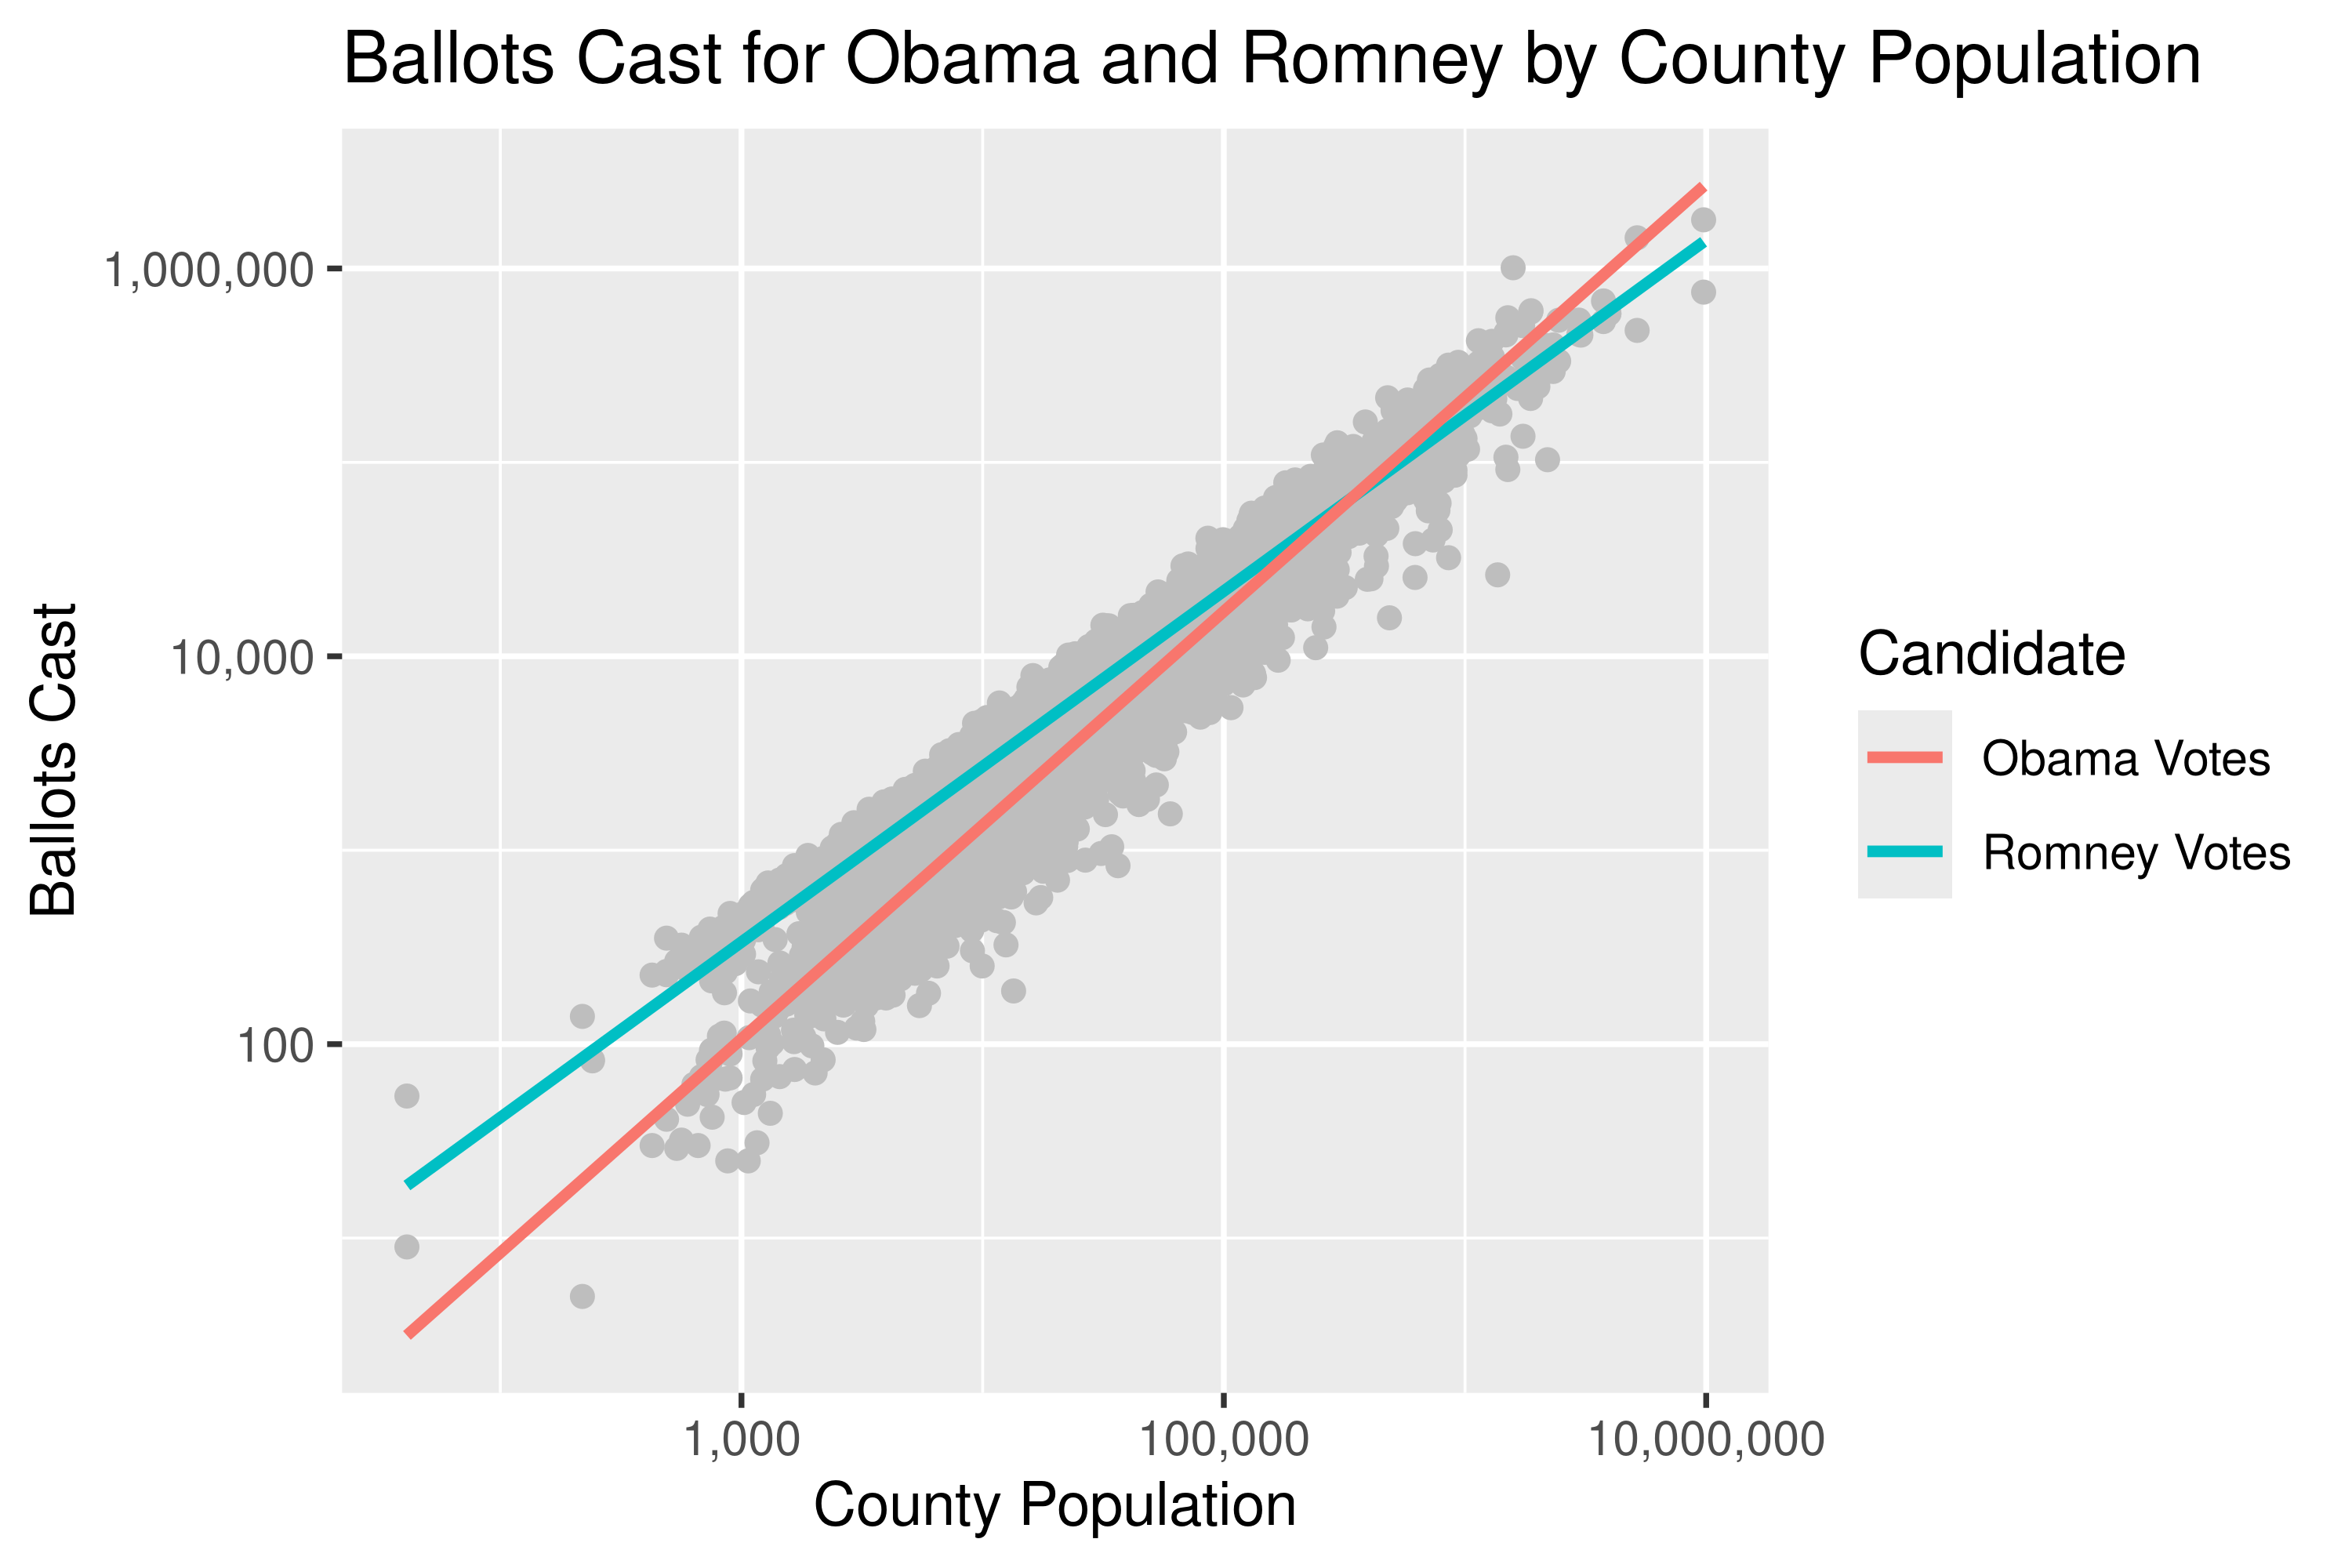 Ballots Cast for Obama and Romney by County Population
1,000,000
10,000
100
Ballots Cast
1,000
100,000
10,000,000
County Population
Candidate
Obama Votes
Romney Votes